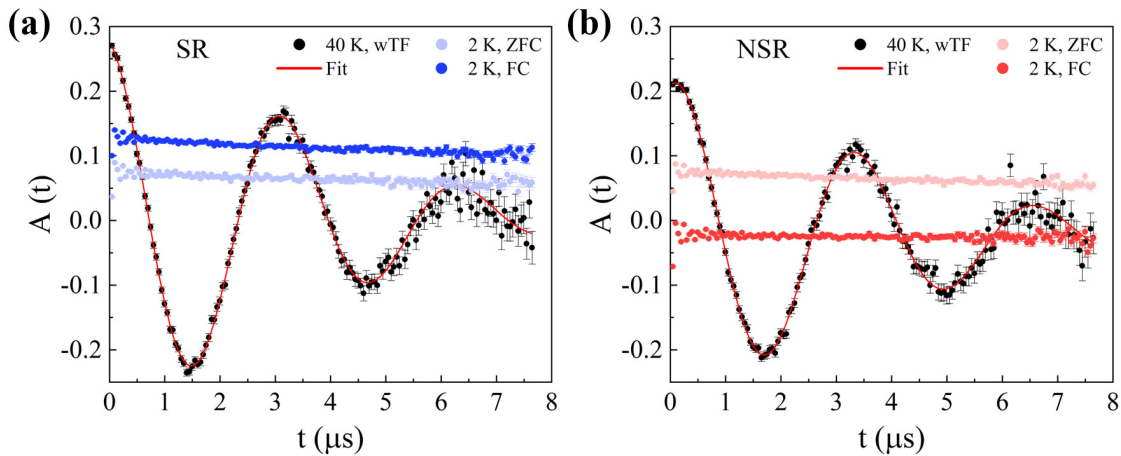 (a)
SR
40 K, wTF
Fit
2 K, ZFC
2 K, FC
0.3
0.2
0.1
0.0
-0.1
-0.2
A (t)
0 1 2 3 4 5 6 7 8
t (μs)
(b)
NSR
40 K, wTF
Fit
2 K, ZFC
2 K, FC
0.3
0.2
0.1
0.0
-0.1
-0.2
A (t)
0 1 2 3 4 5 6 7 8
t (μs)